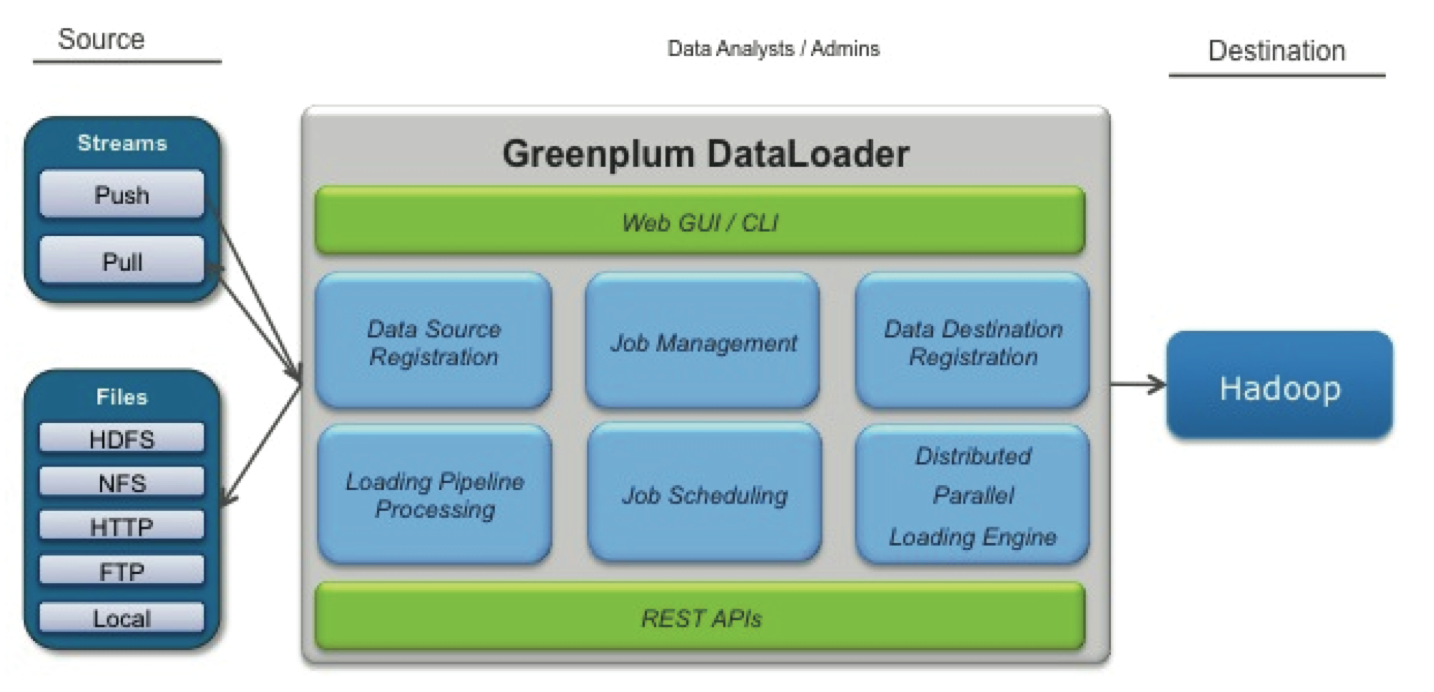 Source
Data Analysts / Admins
Destination
Streams
Push
Pull
Files
HDFS
NFS
HTTP
FTP
Local
Greenplum DataLoader
Web GUI / CLI
Data Source
Registration
Job Management
Data Destination
Registration
Loading Pipeline
Processing
Job Scheduling
Distributed
Parallel
Loading Engine
REST APIs
Hadoop